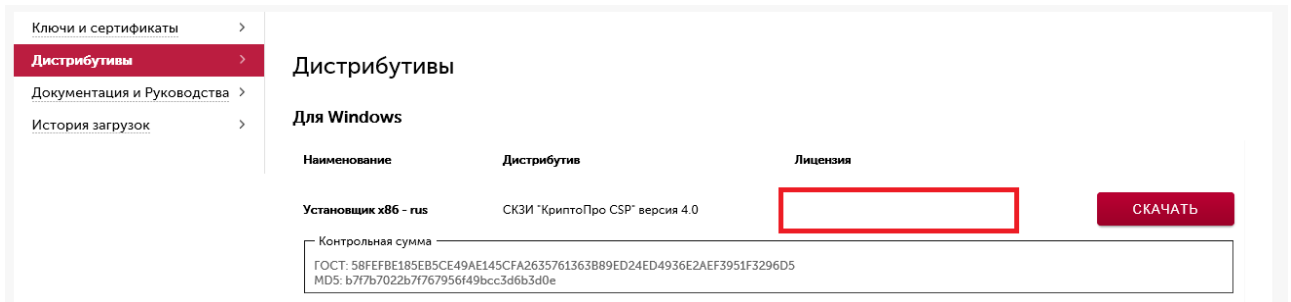 Ключи и сертификаты
Дистрибутивы
Документация и Руководства
История загрузок
Дистрибутивы
Для Windows
Наименование Дистрибутив Лицензия
Установщик x86 - rus СКЗИ "КриптоПро CSP" версия 4.0 СКАЧАТЬ
Контрольная сумма
ГОСТ: 58FEFBE185EB5CE49AE145CFA2635761363B89ED24ED4936E2AEF3951F3296D5
MD5: b7f7b7022b7f767956f49bcc3d6b3d0e